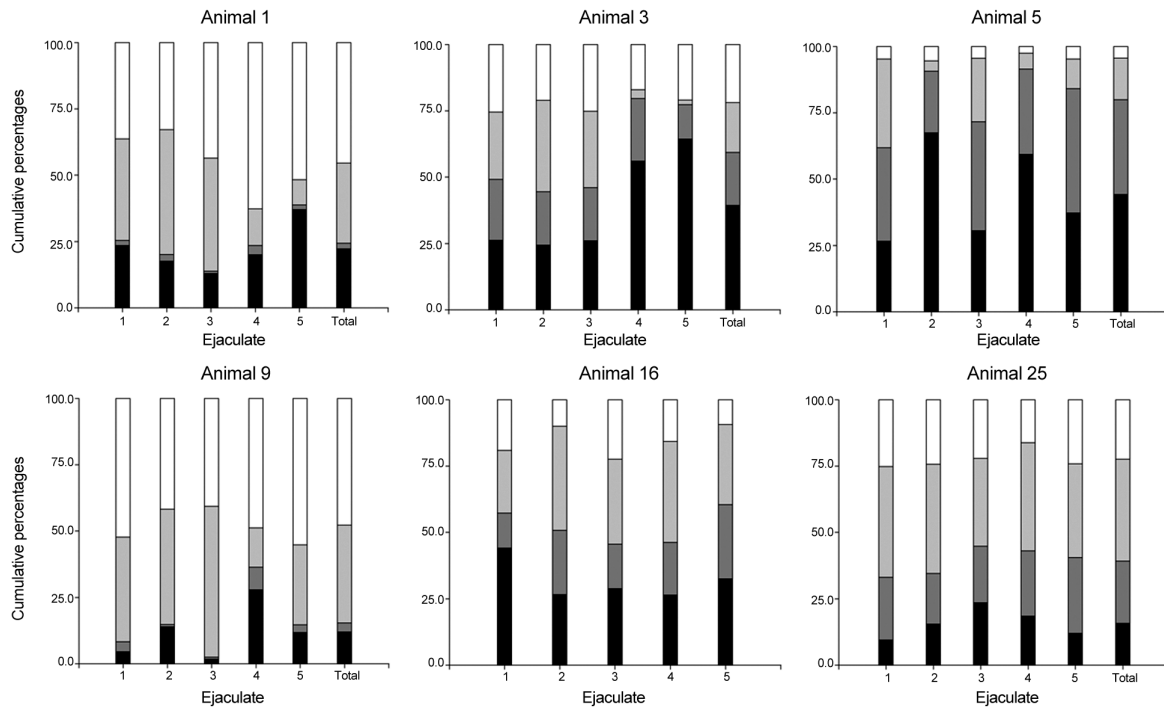 Animal 1
Animal 3
Animal 5
Cumulative percentages
100.0
75.0
50.0
25.0
0.0
1 2 3 4 5 Total
Ejaculate
100.0
75.0
50.0
25.0
0.0
1 2 3 4 5 Total
Ejaculate
100.0
75.0
50.0
25.0
0.0
1 2 3 4 5 Total
Ejaculate
Animal 9
Animal 16
Animal 25
Cumulative percentages
100.0
75.0
50.0
25.0
0.0
1 2 3 4 5 Total
Ejaculate
100.0
75.0
50.0
25.0
0.0
1 2 3 4 5
Ejaculate
100.0
75.0
50.0
25.0
0.0
1 2 3 4 5 Total
Ejaculate